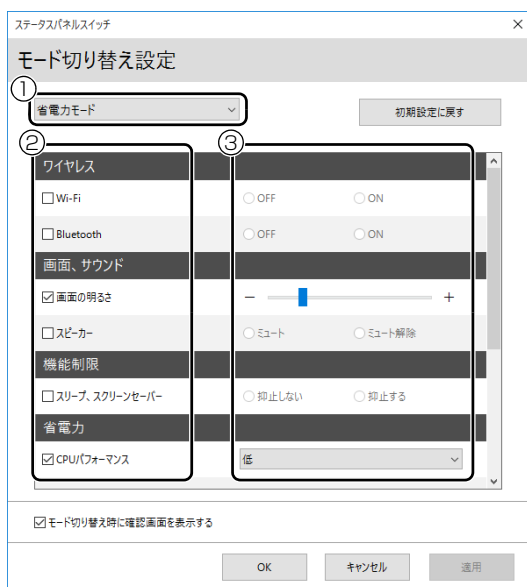 ステータスパネルスイッチ
モード切り替え設定
①
省電力モード 初期設定に戻す
② ③
ワイヤレス
Wi-Fi OFF ON
Bluetooth OFF ON
画面、サウンド
画面の明るさ － ＋
スピーカー ミュート ミュート解除
機能制限
スリープ、スクリーンセーバー 抑止しない 抑止する
省電力
CPUパフォーマンス 低
モード切り替え時に確認画面を表示する
OK キャンセル 適用